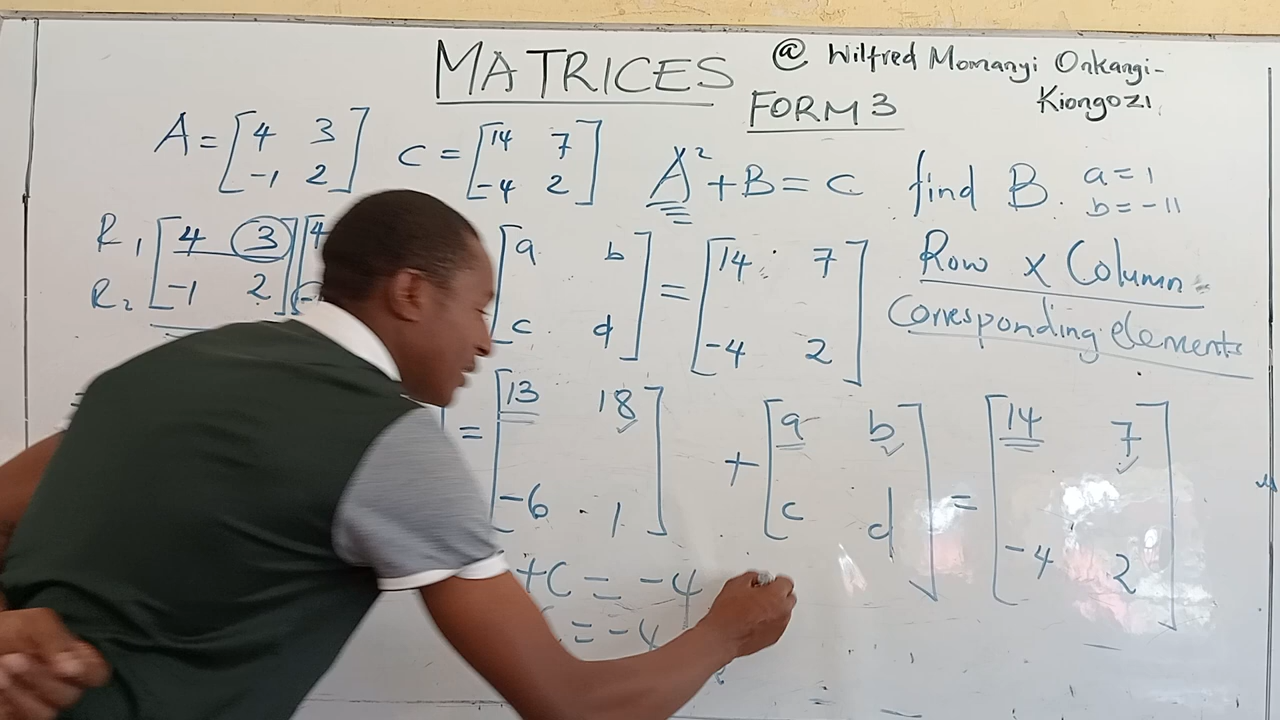 MATRICES @ Wilfred Momanyi Onkangi-
FORM 3 Kiongozi
A = [4 3 C = [14 7 A² + B = C find B. a = 1
-1 2] -4 2] b = -11
R1 [4 3] [4 [a b] = [14 7] Row x Column
R2 [-1 2] [c d] [-4 2] Corresponding elements
= [13 18] + [a b] = [14 7]
[-6 1] [c d] [-4 2]
+C = -4
= -4